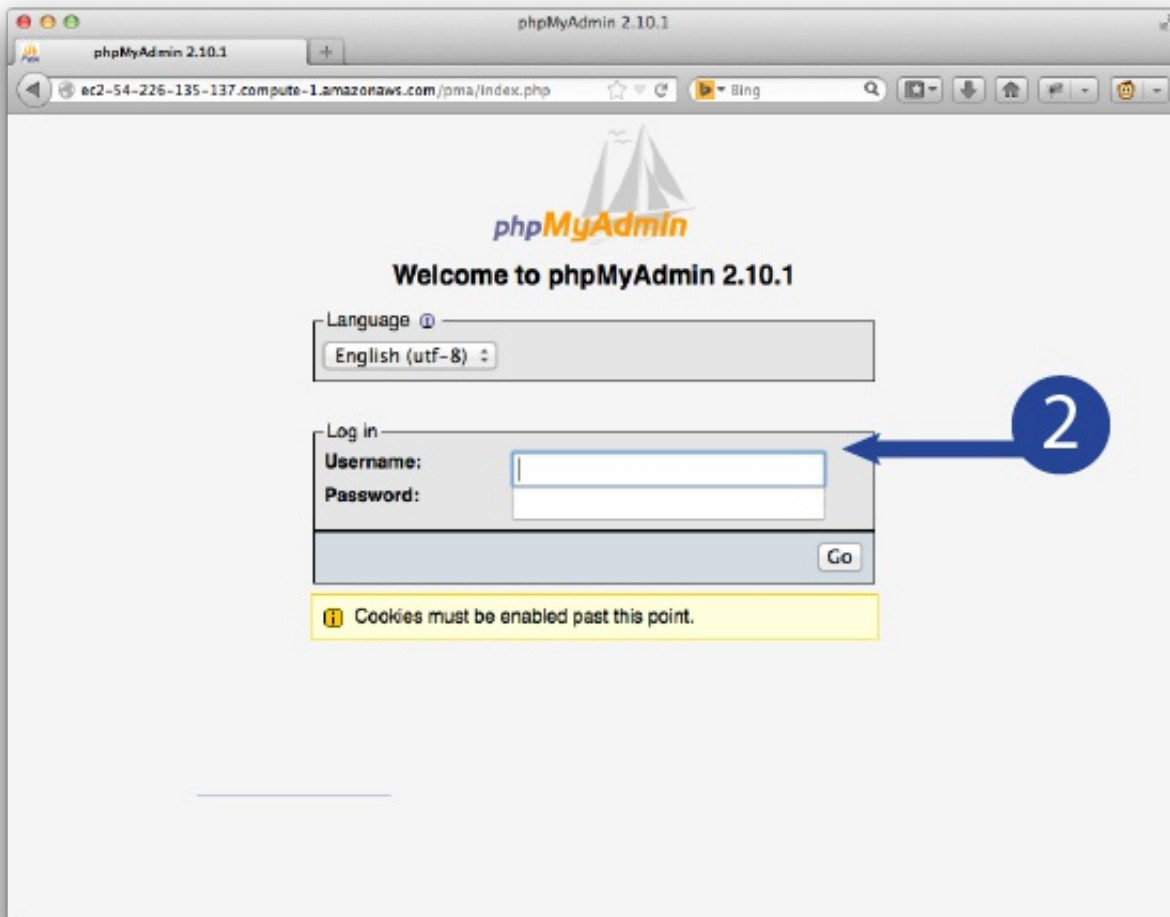 phpMyAdmin 2.10.1
phpMyAdmin 2.10.1
ec2-54-226-135-137.compute-1.amazonaws.com/pma/index.php
Bing
phpMyAdmin
Welcome to phpMyAdmin 2.10.1
Language
English (utf-8)
Log in
Username:
Password:
2
Go
Cookies must be enabled past this point.